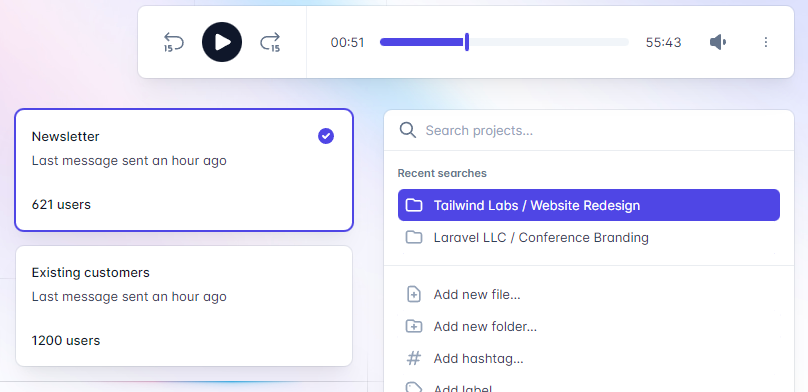 15
15
00:51
55:43
Newsletter
Last message sent an hour ago
621 users
Existing customers
Last message sent an hour ago
1200 users
Search projects...
Recent searches
Tailwind Labs / Website Redesign
Laravel LLC / Conference Branding
Add new file...
Add new folder...
Add hashtag...
Add label